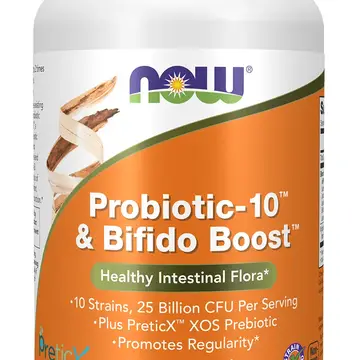 NOW
Probiotic-10™
& Bifido Boost™
Healthy Intestinal Flora*
•10 Strains, 25 Billion CFU Per Serving
•Plus PreticX™ XOS Prebiotic
•Promotes Regularity*
PreticX